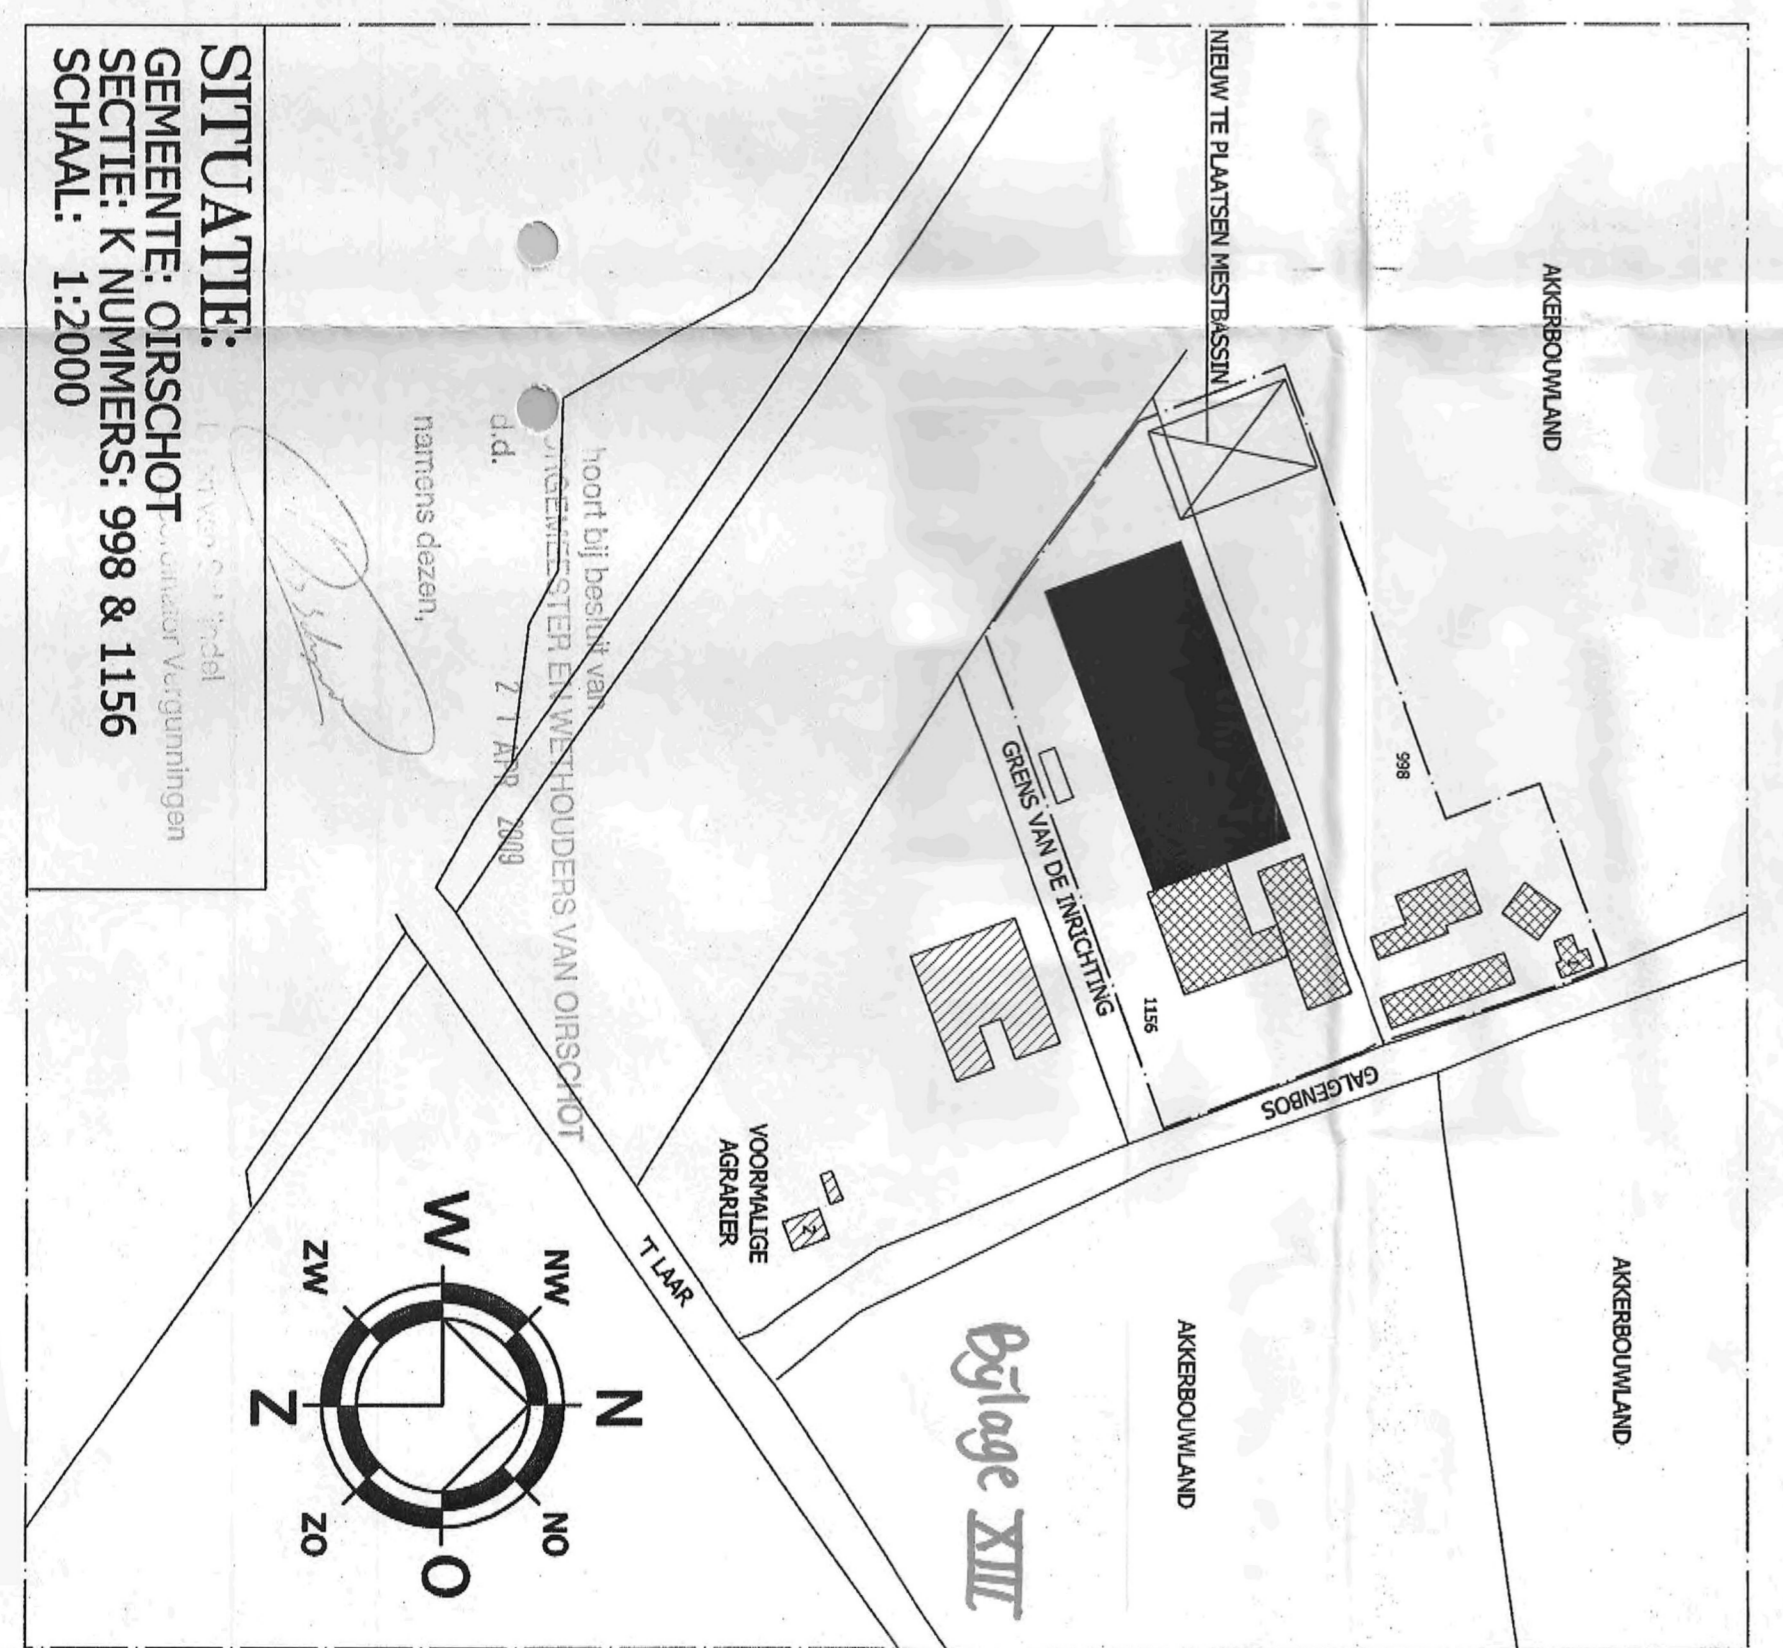 SITUATIE:
GEMEENTE: OIRSCHOT
SECTIE: K NUMMERS: 998 & 1156
SCHAAL: 1:2000
hoort bij besluit van
GEMEESTER EN WETHOUDERS VAN OIRSCHOT
d.d. 21 APR 2009
namens dezen,
Vergunningen
NIEUW TE PLAATSEN MESTBASSIN
AKKERBOUWLAND
998
GRENS VAN DE INRICHTING
1156
GALGENBOS
VOORMALIGE
AGRARIER
2
'T LAAR
AKKERBOUWLAND
AKKERBOUWLAND
Bijlage XIII
N
NO
O
ZO
Z
ZW
W
NW